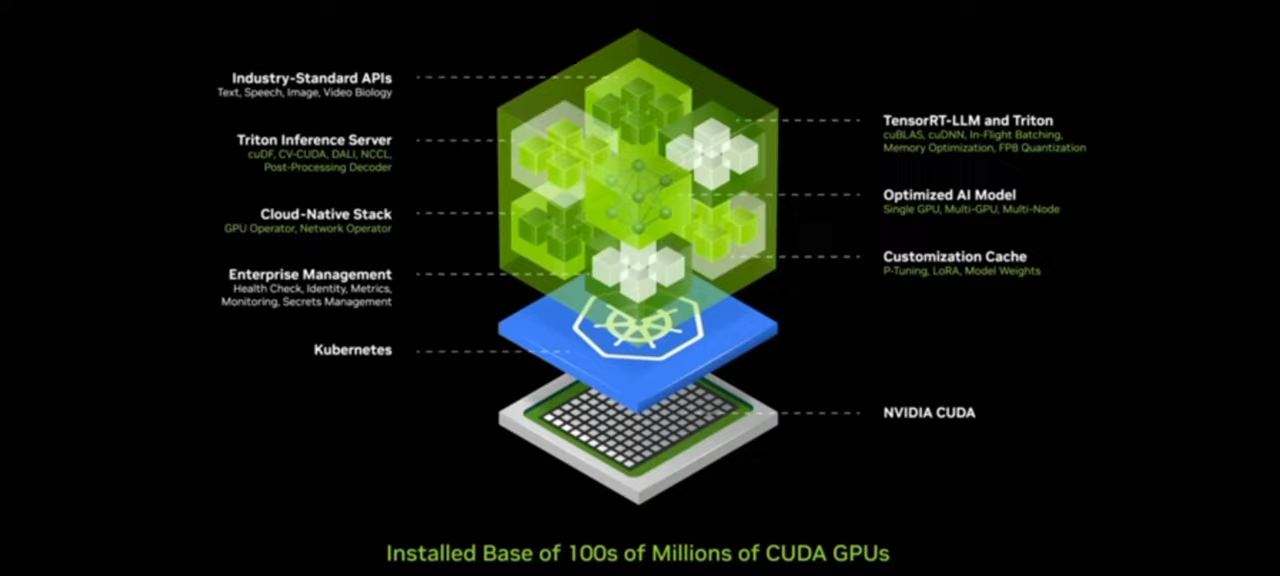 Industry-Standard APIs
Text, Speech, Image, Video Biology
Triton Inference Server
cuDF, CV-CUDA, DALI, NCCL,
Post-Processing Decoder
Cloud-Native Stack
GPU Operator, Network Operator
Enterprise Management
Health Check, Identity, Metrics,
Monitoring, Secrets Management
Kubernetes
TensorRT-LLM and Triton
cuBLAS, cuDNN, In-Flight Batching,
Memory Optimization, FP8 Quantization
Optimized AI Model
Single GPU, Multi-GPU, Multi-Node
Customization Cache
P-Tuning, LoRA, Model Weights
NVIDIA CUDA
Installed Base of 100s of Millions of CUDA GPUs